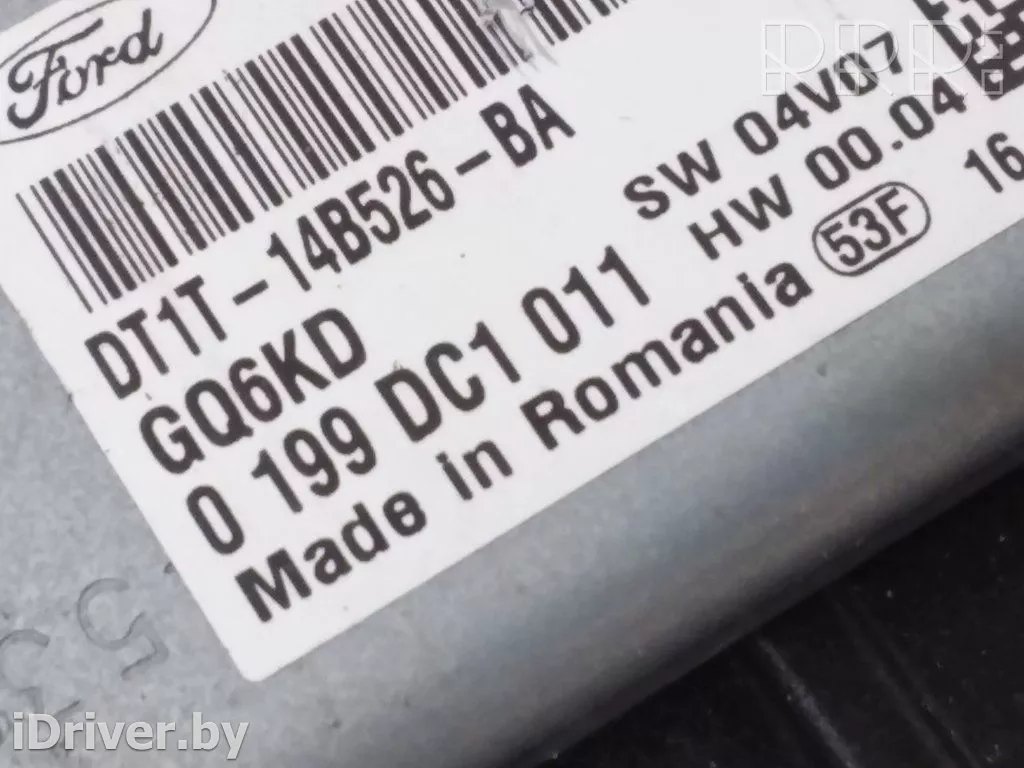 Ford
RRR
DT1T-14B526-BA
SW 04V07
GQ6KD
HW 00.04
0 199 DC1 011
53F
16
Made in Romania
iDriver.by